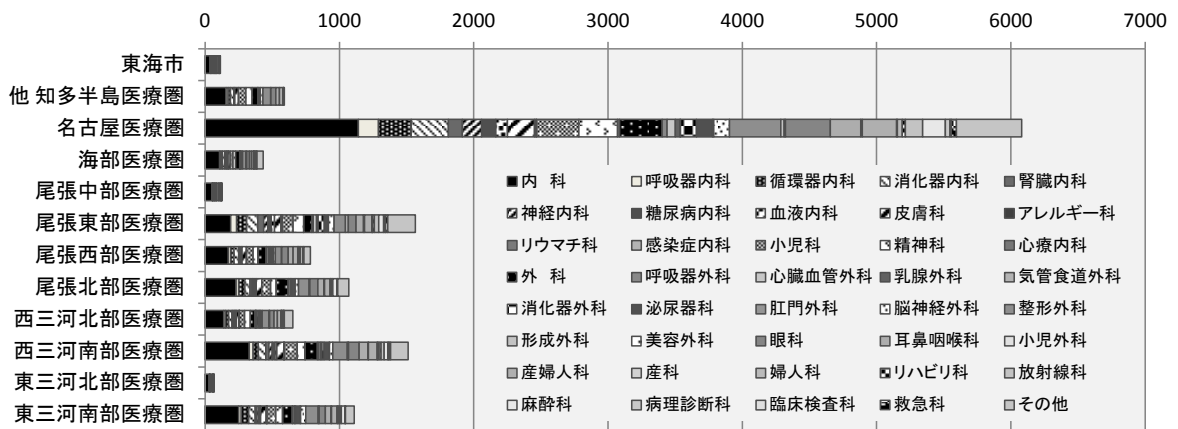 0 1000 2000 3000 4000 5000 6000 7000
東海市
他 知多半島医療圏
名古屋医療圏
海部医療圏
尾張中部医療圏
尾張東部医療圏
尾張西部医療圏
尾張北部医療圏
西三河北部医療圏
西三河南部医療圏
東三河北部医療圏
東三河南部医療圏
内 科 呼吸器内科 循環器内科 消化器内科 腎臓内科
神経内科 糖尿病内科 血液内科 皮膚科 アレルギー科
リウマチ科 感染症内科 小児科 精神科 心療内科
外 科 呼吸器外科 心臓血管外科 乳腺外科 気管食道外科
消化器外科 泌尿器科 肛門外科 脳神経外科 整形外科
形成外科 美容外科 眼科 耳鼻咽喉科 小児外科
産婦人科 産科 婦人科 リハビリ科 放射線科
麻酔科 病理診断科 臨床検査科 救急科 その他